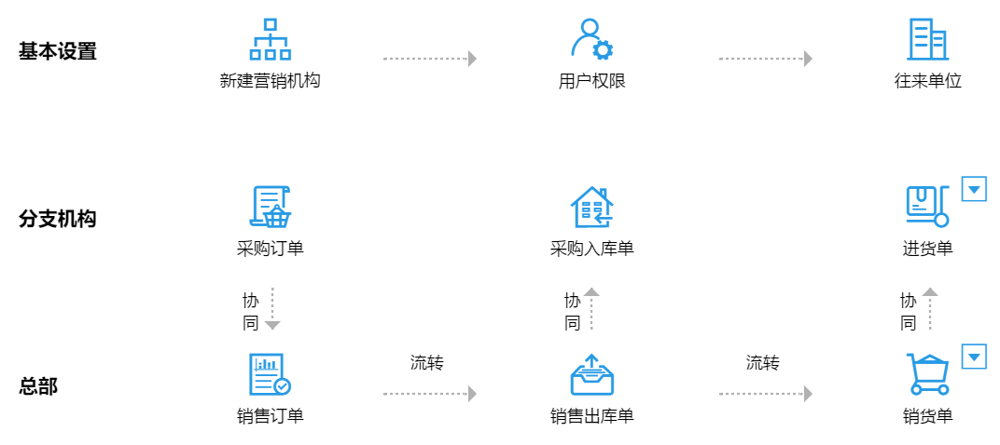 基本设置
新建营销机构
用户权限
往来单位
分支机构
采购订单
采购入库单
进货单
协
同
协
同
协
同
总部
流转
流转
销售订单
销售出库单
销货单